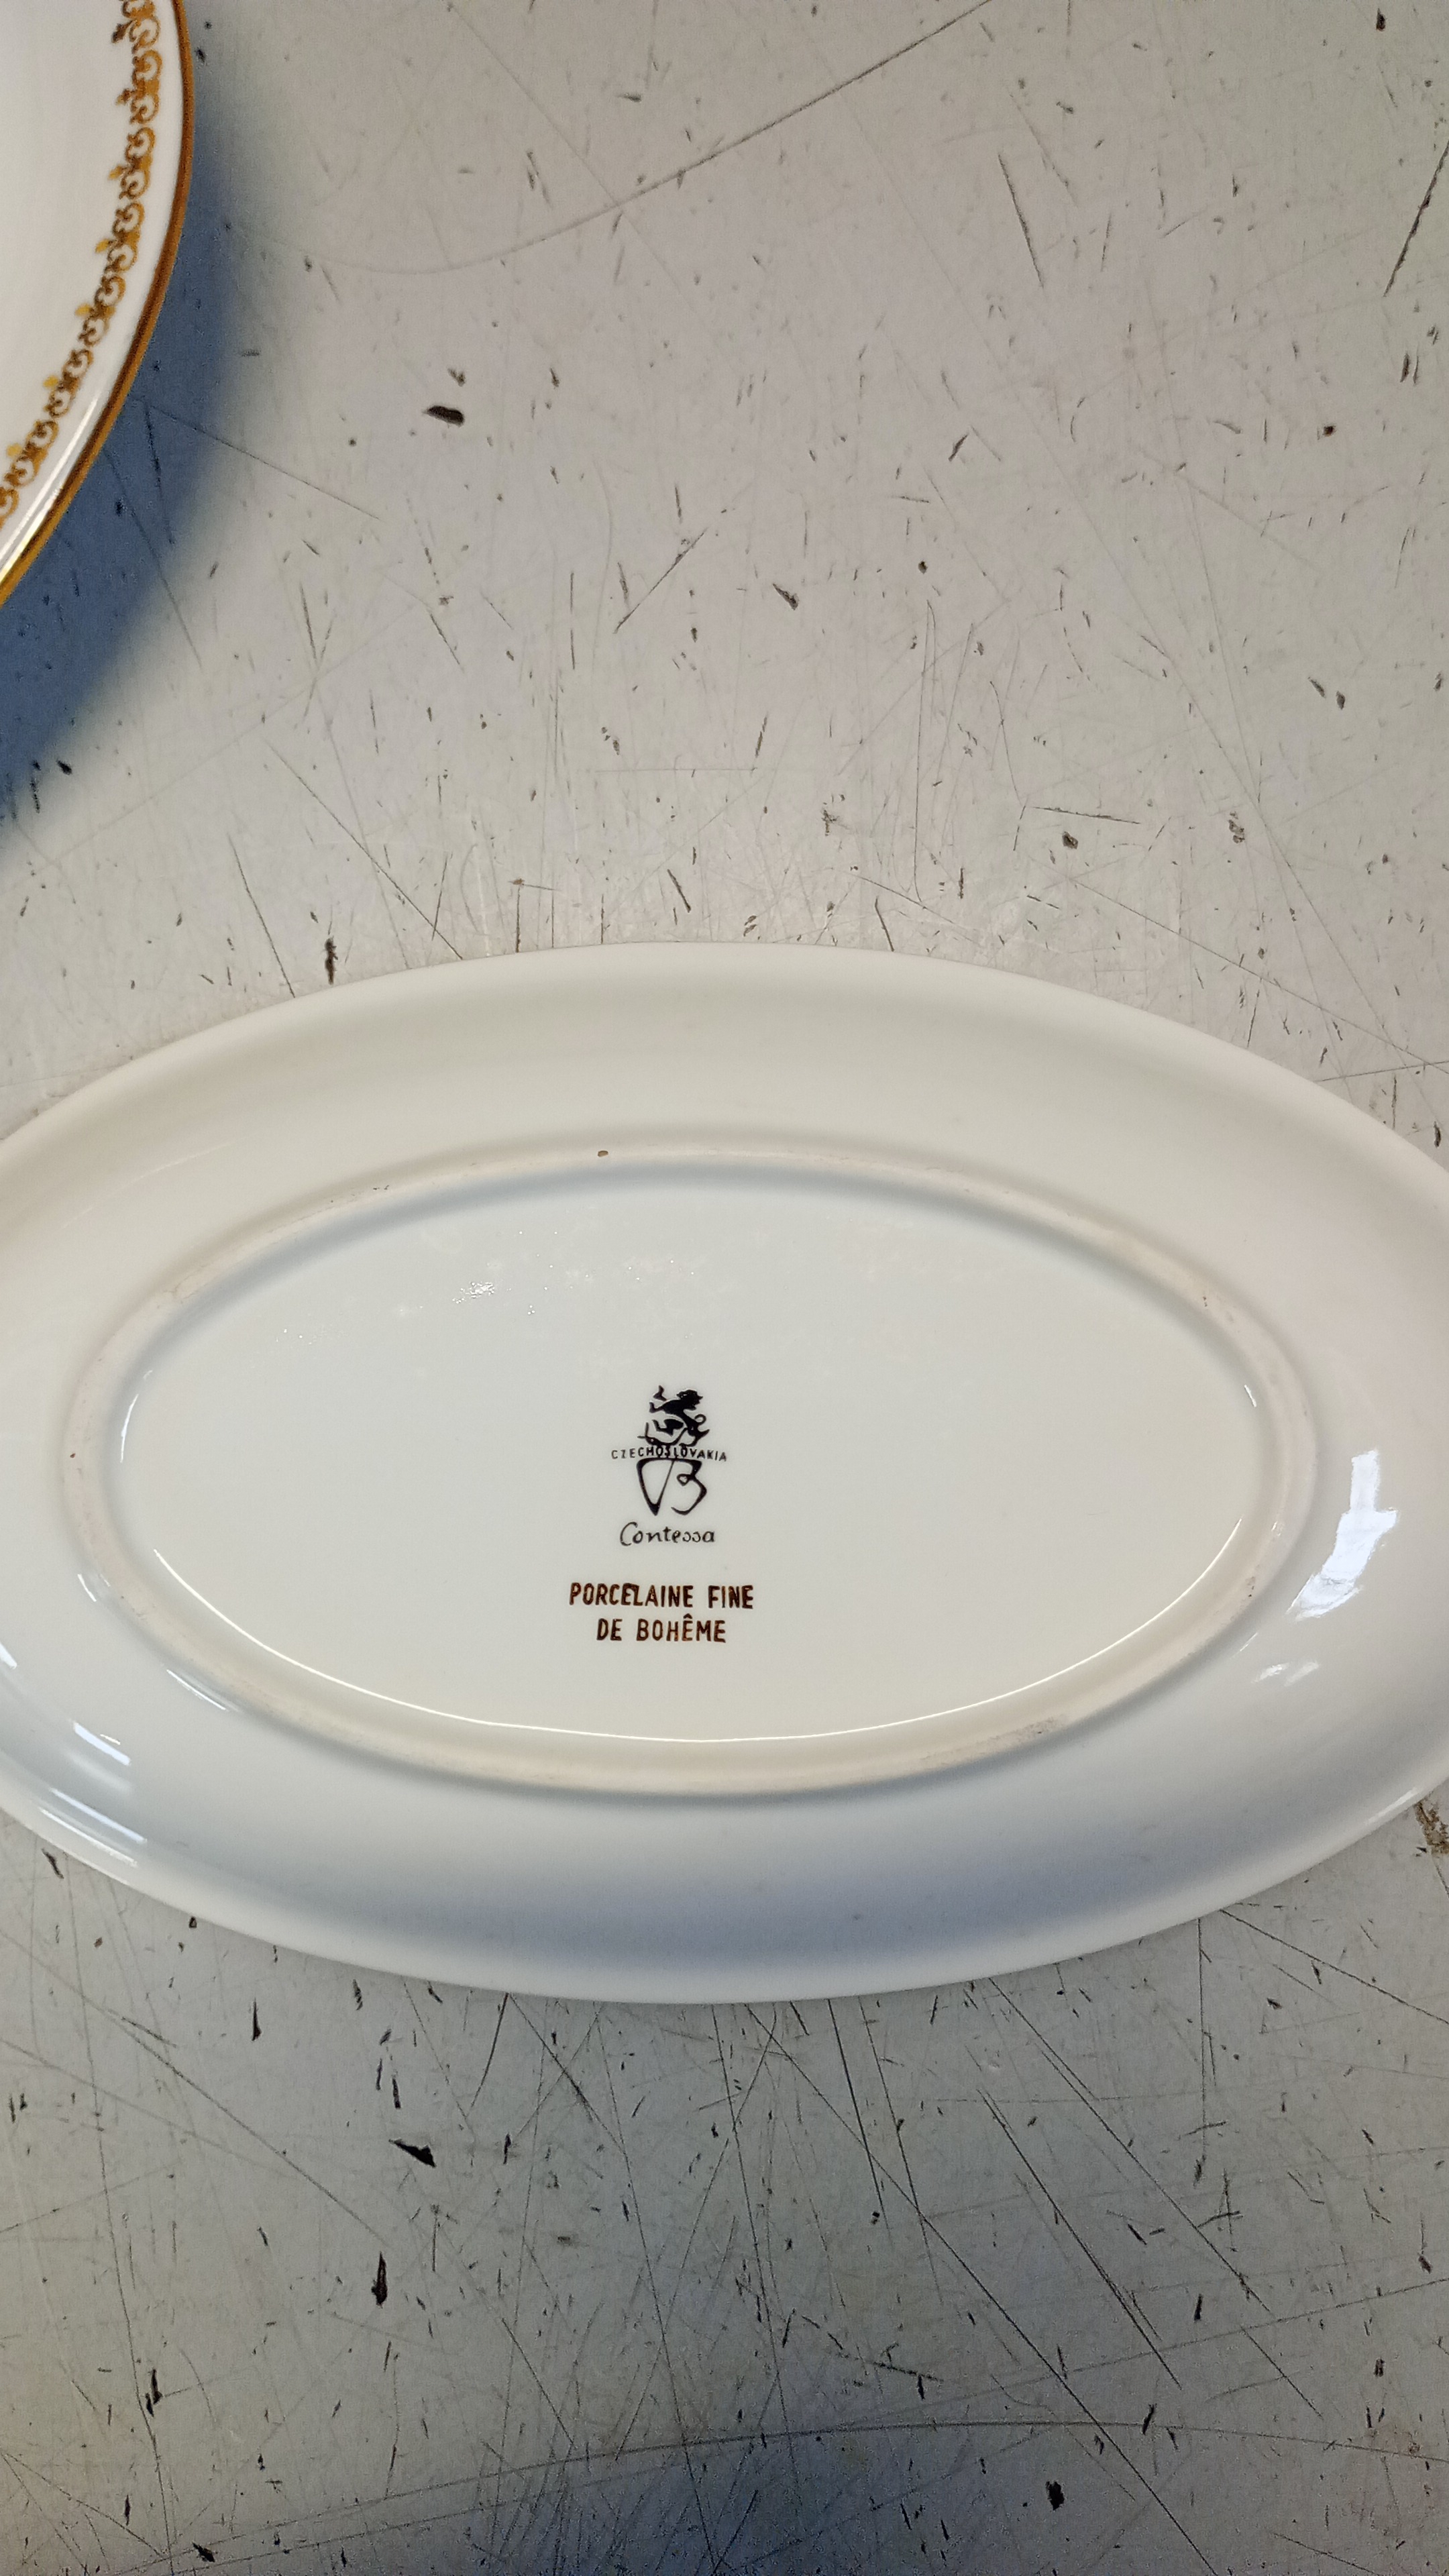 CZECHOSLOVAKIA
B
Contessa
PORCELAINE FINE
DE BOHÊME